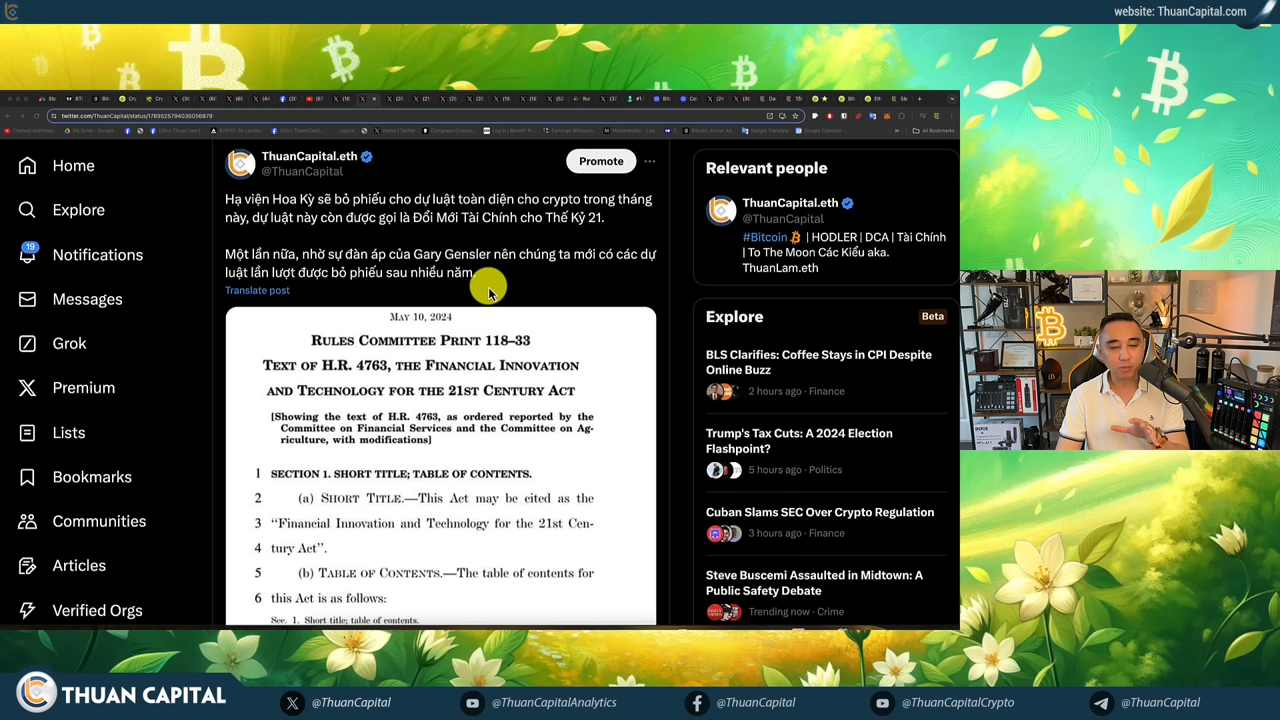 website: ThuanCapital.com
twitter.com/ThuanCapital/status/1789525794035056879
All Bookmarks
Home
Explore
19
Notifications
Messages
Grok
Premium
Lists
Bookmarks
Communities
Articles
Verified Orgs
ThuanCapital.eth
@ThuanCapital
Promote
Hạ viện Hoa Kỳ sẽ bỏ phiếu cho dự luật toàn diện cho crypto trong tháng
này, dự luật này còn được gọi là Đổi Mới Tài Chính cho Thế Kỷ 21.
Một lần nữa, nhờ sự đàn áp của Gary Gensler nên chúng ta mới có các dự
luật lần lượt được bỏ phiếu sau nhiều năm.
Translate post
MAY 10, 2024
RULES COMMITTEE PRINT 118–33
TEXT OF H.R. 4763, THE FINANCIAL INNOVATION
AND TECHNOLOGY FOR THE 21ST CENTURY ACT
[Showing the text of H.R. 4763, as ordered reported by the
Committee on Financial Services and the Committee on Ag-
riculture, with modifications]
1 SECTION 1. SHORT TITLE; TABLE OF CONTENTS.
2 (a) SHORT TITLE.—This Act may be cited as the
3 “Financial Innovation and Technology for the 21st Cen-
4 tury Act”.
5 (b) TABLE OF CONTENTS.—The table of contents for
6 this Act is as follows:
Sec. 1. Short title; table of contents.
Relevant people
ThuanCapital.eth
@ThuanCapital
#Bitcoin | HODLER | DCA | Tài Chính
| To The Moon Các Kiểu aka.
ThuanLam.eth
Explore
Beta
BLS Clarifies: Coffee Stays in CPI Despite
Online Buzz
2 hours ago · Finance
Trump's Tax Cuts: A 2024 Election
Flashpoint?
5 hours ago · Politics
Cuban Slams SEC Over Crypto Regulation
3 hours ago · Finance
Steve Buscemi Assaulted in Midtown: A
Public Safety Debate
Trending now · Crime
THUAN CAPITAL
@ThuanCapital
@ThuanCapitalAnalytics
@ThuanCapital
@ThuanCapitalCrypto
@ThuanCapital